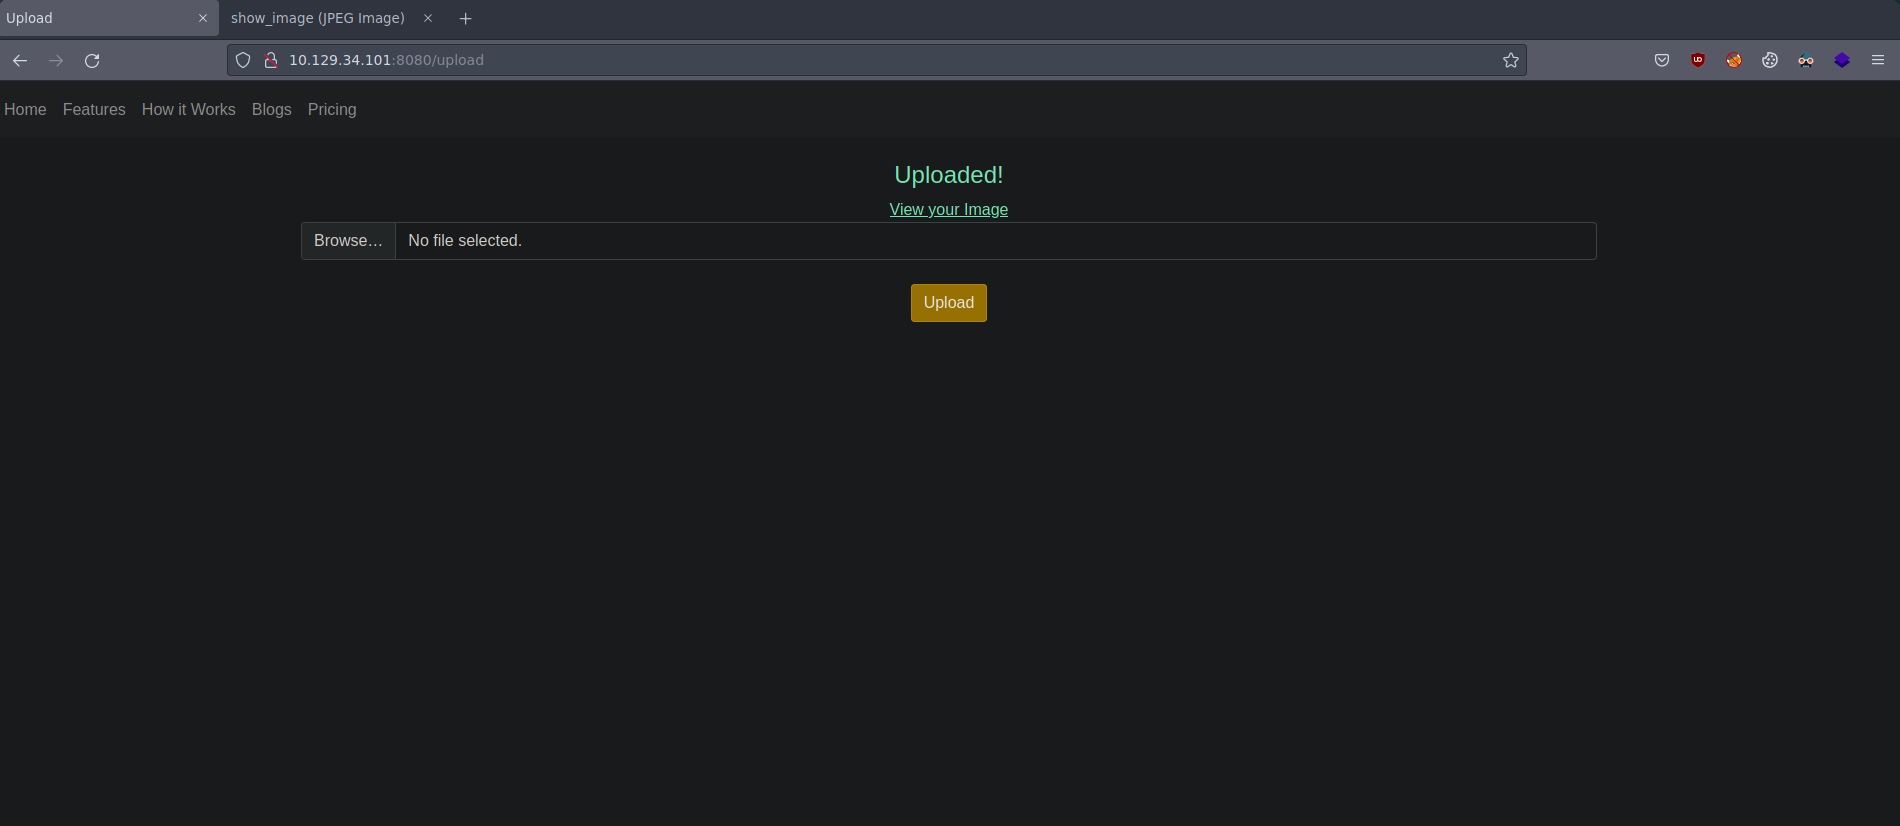 Upload
show_image (JPEG Image)
10.129.34.101:8080/upload
Home Features How it Works Blogs Pricing
Uploaded!
View your Image
Browse… No file selected.
Upload